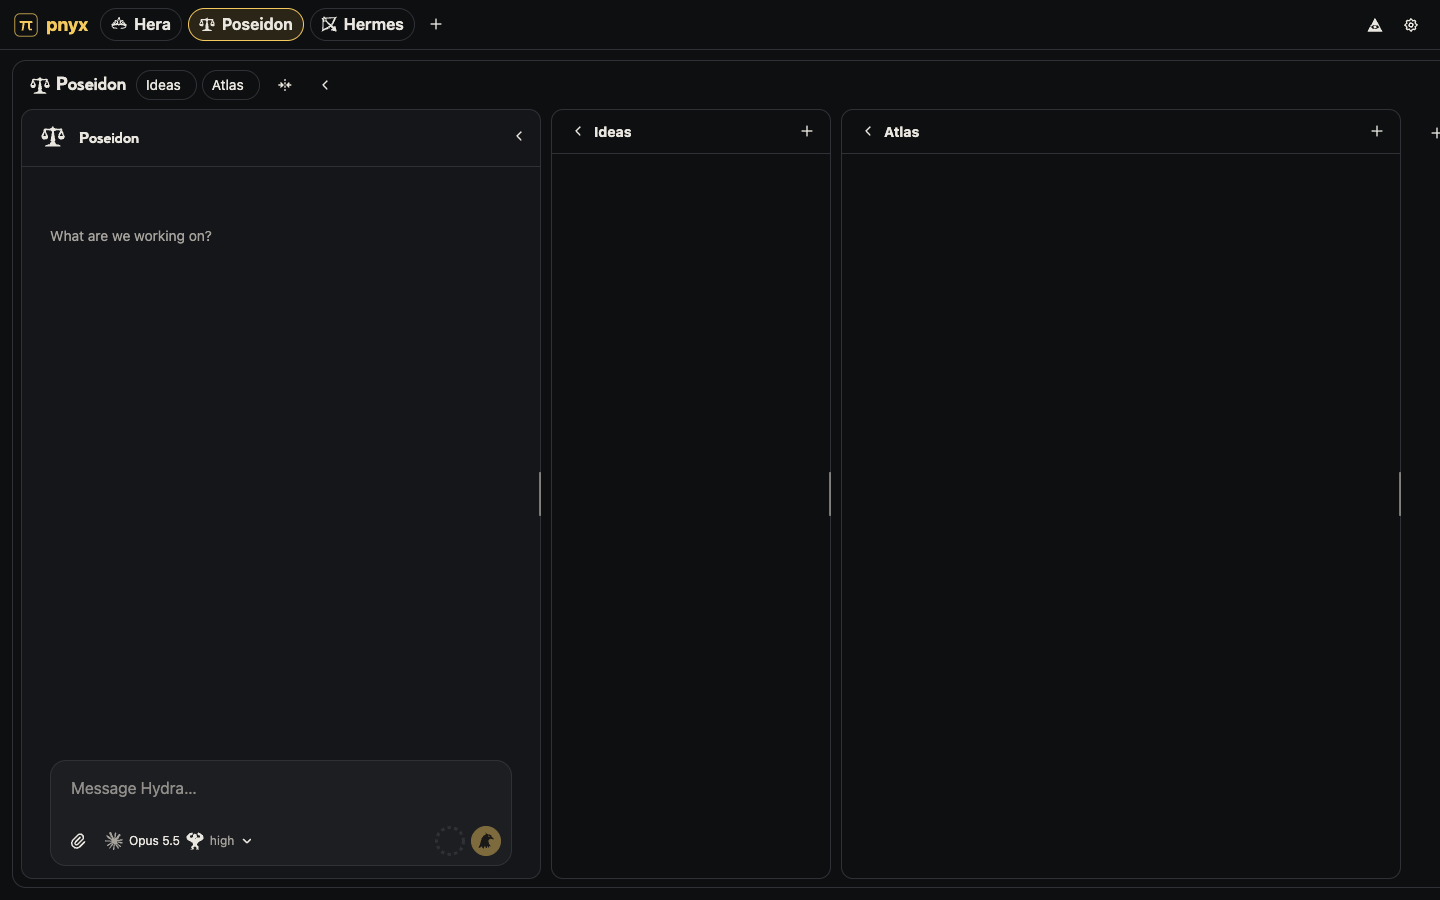 π pnyx Hera Poseidon Hermes
Poseidon Ideas Atlas
Poseidon
Ideas
Atlas
What are we working on?
Message Hydra...
Opus 5.5 high